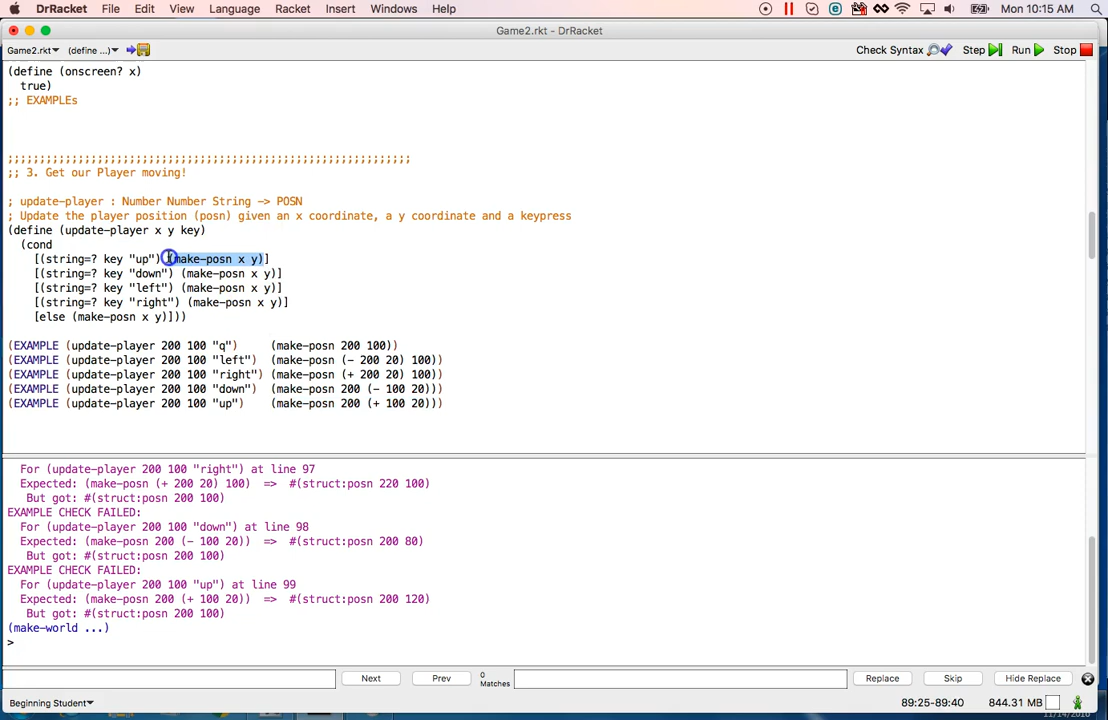 DrRacket File Edit View Language Racket Insert Windows Help Mon 10:15 AM
Game2.rkt - DrRacket
Game2.rkt▾ (define ...)▾ Check Syntax Step Run Stop
(define (onscreen? x)
true)
;; EXAMPLEs
;;;;;;;;;;;;;;;;;;;;;;;;;;;;;;;;;;;;;;;;;;;;;;;;;;;;;;;;;;;;;;;
;; 3. Get our Player moving!
; update-player : Number Number String -> POSN
; Update the player position (posn) given an x coordinate, a y coordinate and a keypress
(define (update-player x y key)
(cond
[(string=? key "up") (make-posn x y)]
[(string=? key "down") (make-posn x y)]
[(string=? key "left") (make-posn x y)]
[(string=? key "right") (make-posn x y)]
[else (make-posn x y)]))
(EXAMPLE (update-player 200 100 "q") (make-posn 200 100))
(EXAMPLE (update-player 200 100 "left") (make-posn (- 200 20) 100))
(EXAMPLE (update-player 200 100 "right") (make-posn (+ 200 20) 100))
(EXAMPLE (update-player 200 100 "down") (make-posn 200 (- 100 20)))
(EXAMPLE (update-player 200 100 "up") (make-posn 200 (+ 100 20)))
For (update-player 200 100 "right") at line 97
Expected: (make-posn (+ 200 20) 100) => #(struct:posn 220 100)
But got: #(struct:posn 200 100)
EXAMPLE CHECK FAILED:
For (update-player 200 100 "down") at line 98
Expected: (make-posn 200 (- 100 20)) => #(struct:posn 200 80)
But got: #(struct:posn 200 100)
EXAMPLE CHECK FAILED:
For (update-player 200 100 "up") at line 99
Expected: (make-posn 200 (+ 100 20)) => #(struct:posn 200 120)
But got: #(struct:posn 200 100)
(make-world ...)
>
Next Prev 0 Matches Replace Skip Hide Replace
Beginning Student▾ 89:25-89:40 844.31 MB